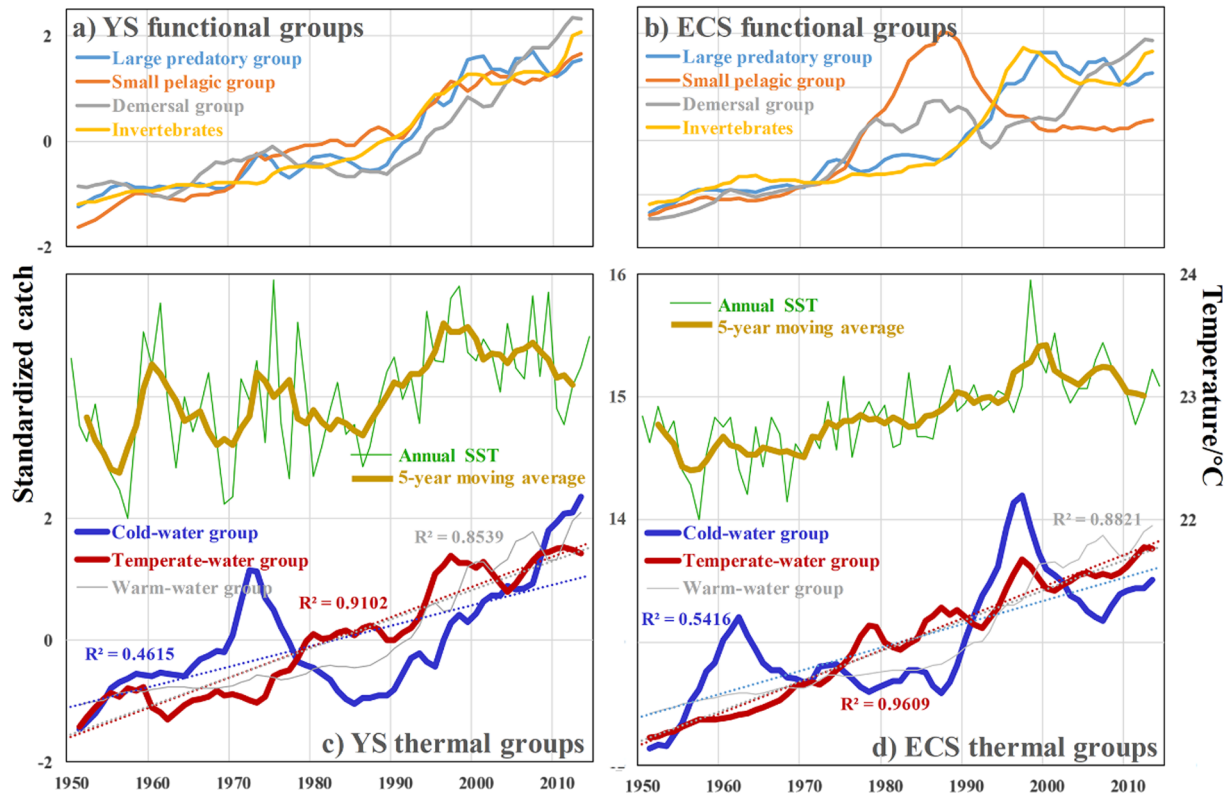 a) YS functional groups
Large predatory group
Small pelagic group
Demersal group
Invertebrates
2
0
-2
b) ECS functional groups
Large predatory group
Small pelagic group
Demersal group
Invertebrates
Standardized catch
Annual SST
5-year moving average
2
0
-2
Cold-water group
Temperate-water group
Warm-water group
R² = 0.8539
R² = 0.9102
R² = 0.4615
c) YS thermal groups
1950 1960 1970 1980 1990 2000 2010
16
15
14
Annual SST
5-year moving average
24
23
22
Temperature/°C
Cold-water group
Temperate-water group
Warm-water group
R² = 0.8821
R² = 0.5416
R² = 0.9609
d) ECS thermal groups
1950 1960 1970 1980 1990 2000 2010